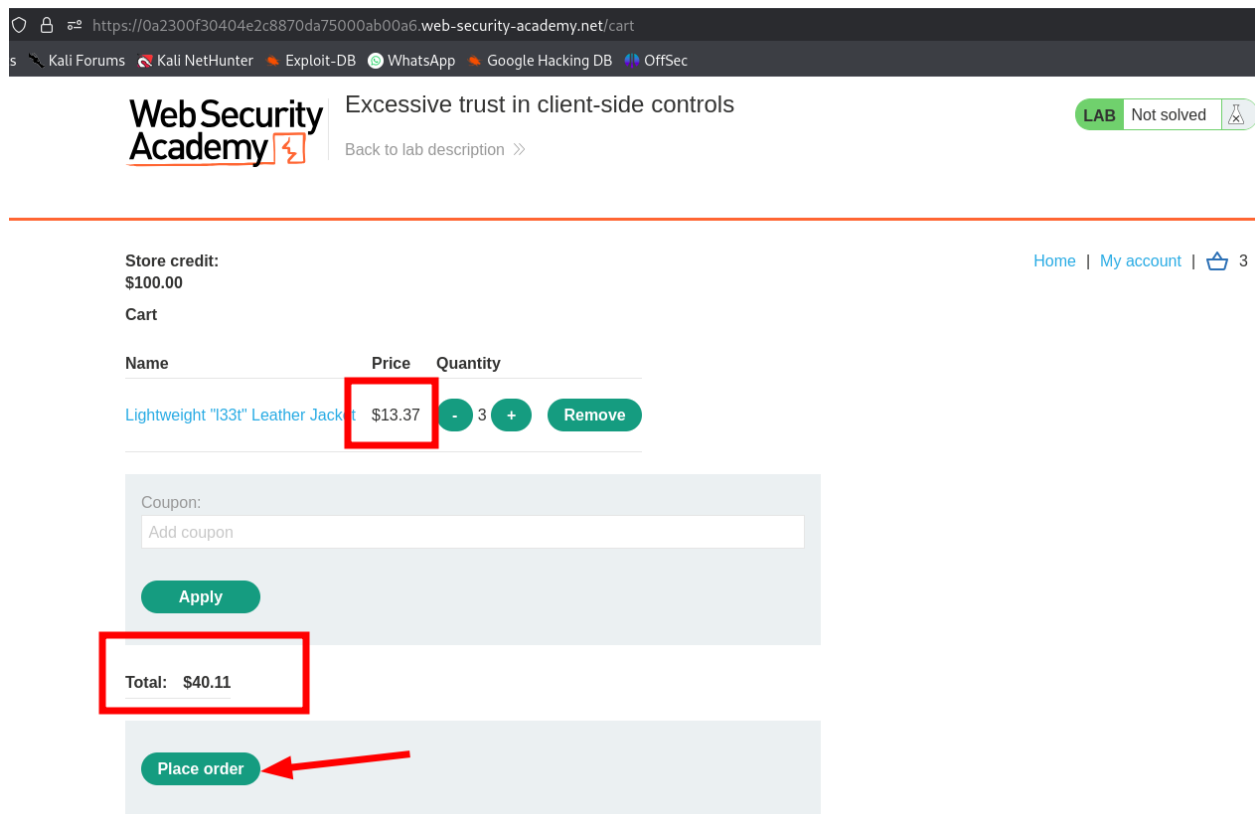 https://0a2300f30404e2c8870da75000ab00a6.web-security-academy.net/cart
s Kali Forums Kali NetHunter Exploit-DB WhatsApp Google Hacking DB OffSec
Web Security Academy
Excessive trust in client-side controls
Back to lab description
LAB Not solved
Store credit:
$100.00
Home | My account | 3
Cart
Name Price Quantity
Lightweight "l33t" Leather Jacket $13.37 - 3 + Remove
Coupon:
Add coupon
Apply
Total: $40.11
Place order